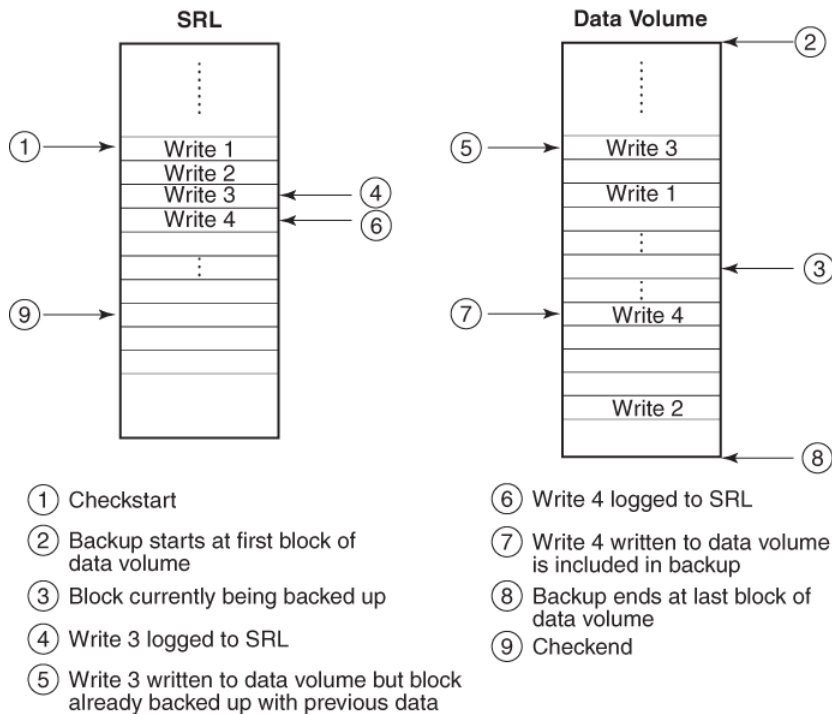 SRL
Data Volume
2
1
Write 1
Write 2
Write 3
4
Write 4
6
9
5
Write 3
Write 1
3
7
Write 4
Write 2
8
1 Checkstart
2 Backup starts at first block of
data volume
3 Block currently being backed up
4 Write 3 logged to SRL
5 Write 3 written to data volume but block
already backed up with previous data
6 Write 4 logged to SRL
7 Write 4 written to data volume
is included in backup
8 Backup ends at last block of
data volume
9 Checkend